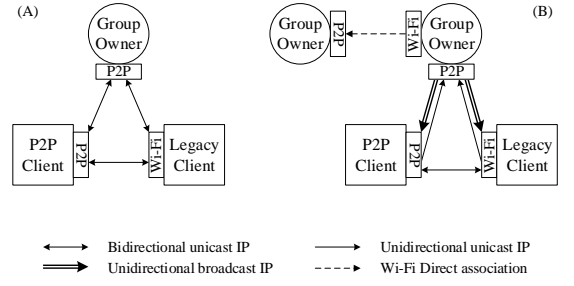 (A)
Group
Owner
P2P
P2P
Client
P2P
Wi-Fi
Legacy
Client
(B)
Group
Owner
P2P
Wi-Fi
Group
Owner
P2P
P2P
Client
P2P
Wi-Fi
Legacy
Client
Bidirectional unicast IP
Unidirectional unicast IP
Unidirectional broadcast IP
Wi-Fi Direct association